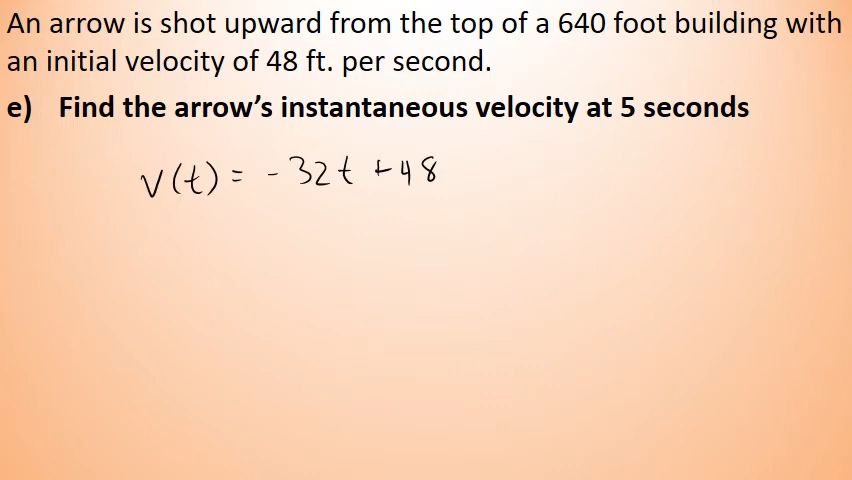 An arrow is shot upward from the top of a 640 foot building with
an initial velocity of 48 ft. per second.
e) Find the arrow's instantaneous velocity at 5 seconds
v(t) = -32t +48